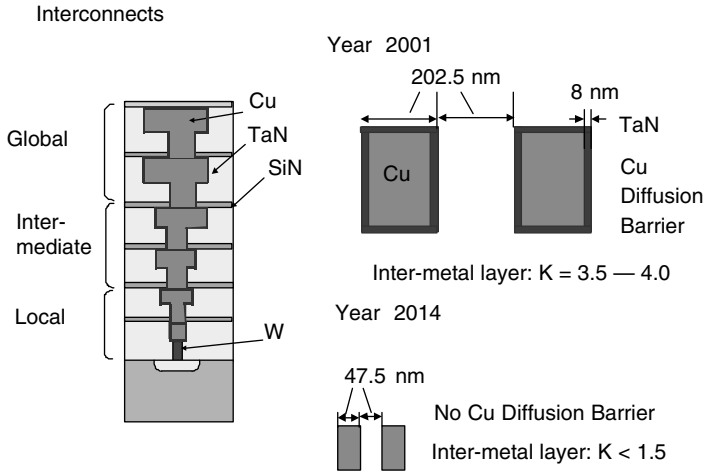 Interconnects
Global
Inter-
mediate
Local
Cu
TaN
SiN
W
Year 2001
202.5 nm
8 nm
TaN
Cu
Cu
Diffusion
Barrier
Inter-metal layer: K = 3.5 — 4.0
Year 2014
47.5 nm
No Cu Diffusion Barrier
Inter-metal layer: K < 1.5